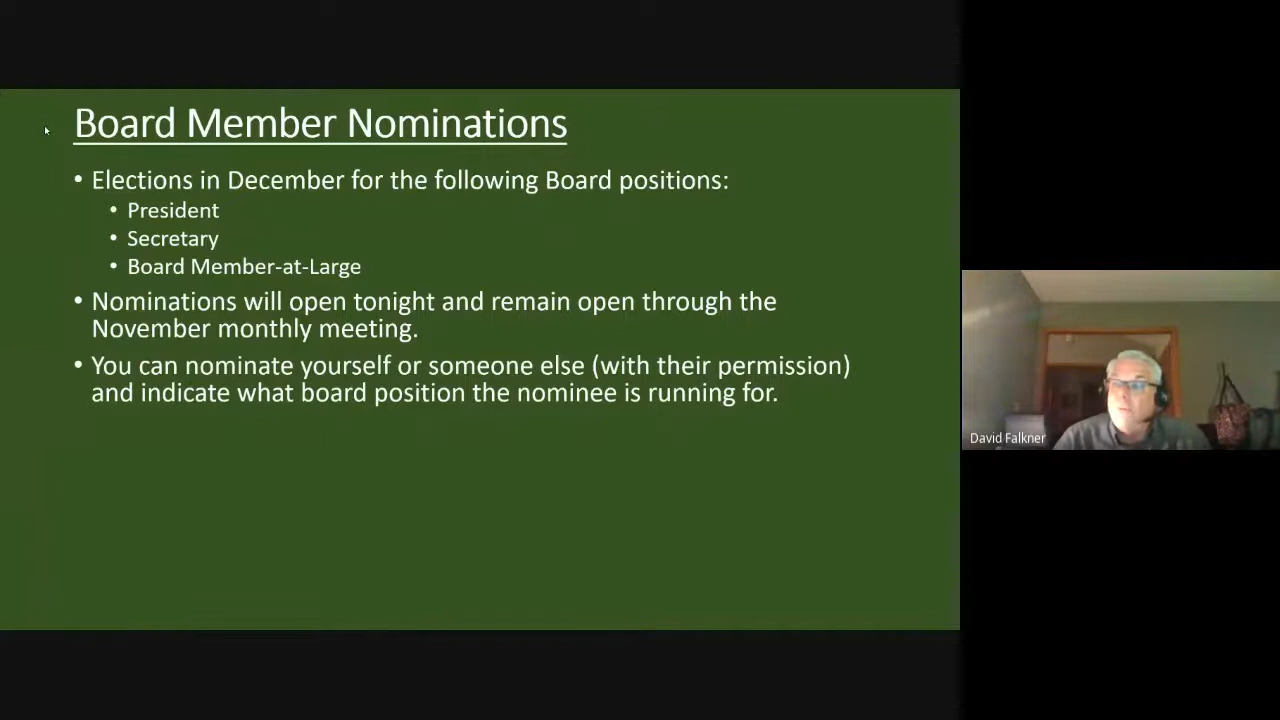 Board Member Nominations
• Elections in December for the following Board positions:
• President
• Secretary
• Board Member-at-Large
• Nominations will open tonight and remain open through the
November monthly meeting.
• You can nominate yourself or someone else (with their permission)
and indicate what board position the nominee is running for.
David Falkner